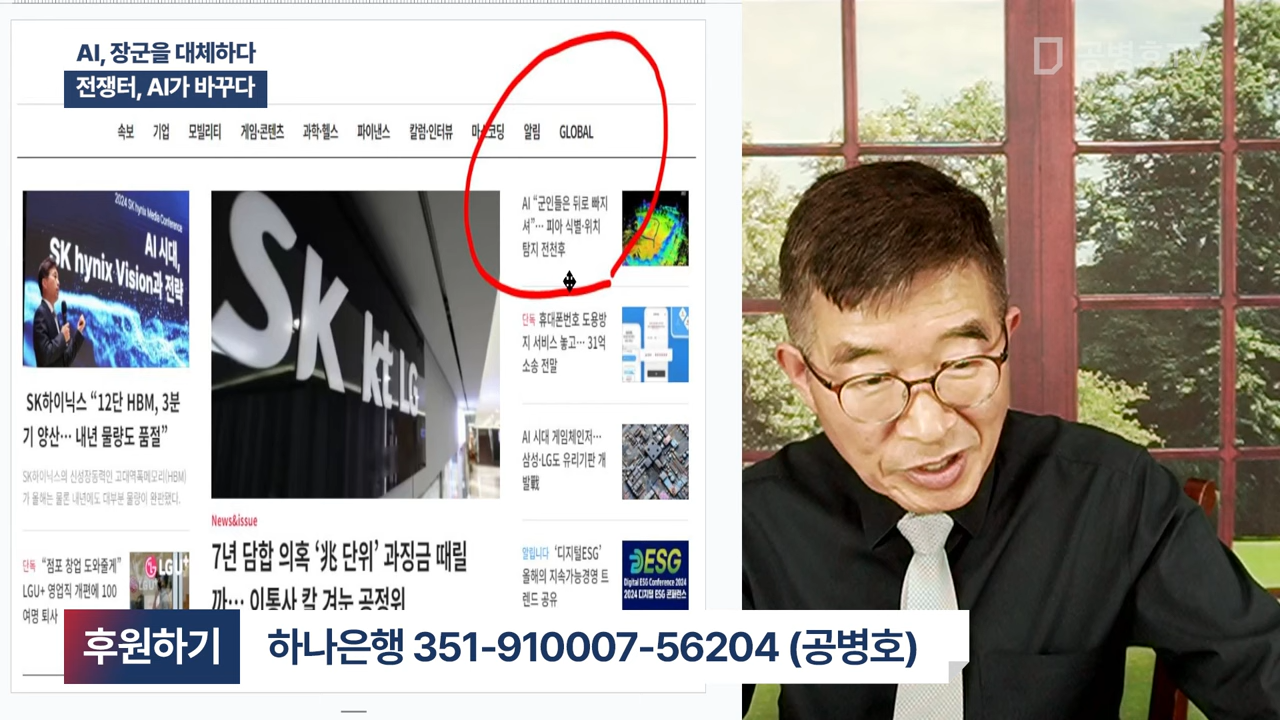 AI, 장군을 대체하다
전쟁터, AI가 바꾸다
공병호TV
속보 기업 모빌리티 게임·콘텐츠 과학·헬스 파이낸스 칼럼·인터뷰 마스코딩 알림 GLOBAL
2024 SK hynix Media Conference
AI 시대,
SK hynix Vision과 전략
SK하이닉스 “12단 HBM, 3분
기 양산… 내년 물량도 품절”
SK하이닉스의 신성장동력인 고대역폭메모리(HBM)
가 올해는 물론 내년에도 대부분 물량이 완판됐다.
단독 “점포 창업 도와줄게”
LGU+ 영업직 개편에 100
여명 퇴사
LG U+
SK kt LG
News&issue
7년 담합 의혹 ‘兆 단위’ 과징금 때릴
까… 이통사 칼 겨눈 공정위
AI “군인들은 뒤로 빠지
셔”… 피아 식별·위치
탐지 전천후
단독 휴대폰번호 도용방
지 서비스 놓고… 31억
소송 전말
AI 시대 게임체인저…
삼성·LG도 유리기판 개
발戰
알립니다 ‘디지털ESG’
올해의 지속가능경영 트
렌드 공유
ESG
Digital ESG Conference 2024
2024 디지털 ESG 콘퍼런스
후원하기
하나은행 351-910007-56204 (공병호)